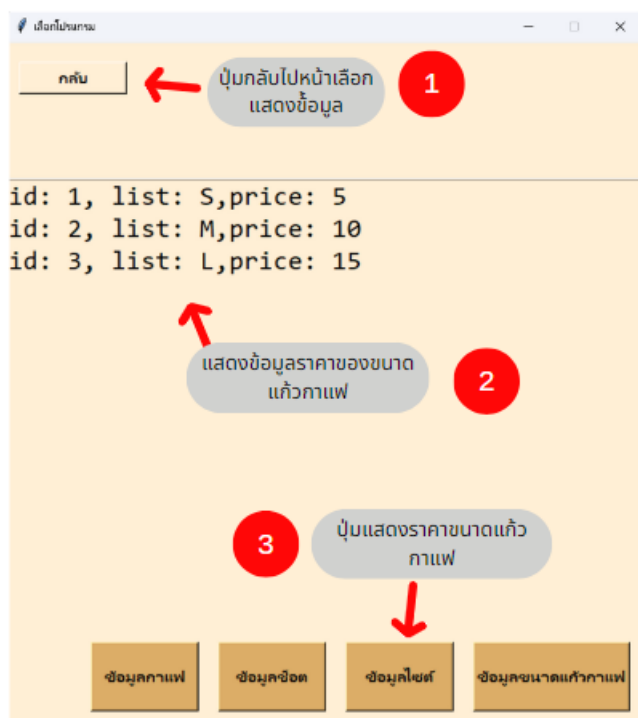 เลือกโปรแกรม
กลับ
ปุ่มกลับไปหน้าเลือก
แสดงข้อมูล
1
id: 1, list: S,price: 5
id: 2, list: M,price: 10
id: 3, list: L,price: 15
แสดงข้อมูลราคาของขนาด
แก้วกาแฟ
2
3
ปุ่มแสดงราคาขนาดแก้ว
กาแฟ
ข้อมูลกาแฟ
ข้อมูลช็อต
ข้อมูลไซต์
ข้อมูลขนาดแก้วกาแฟ